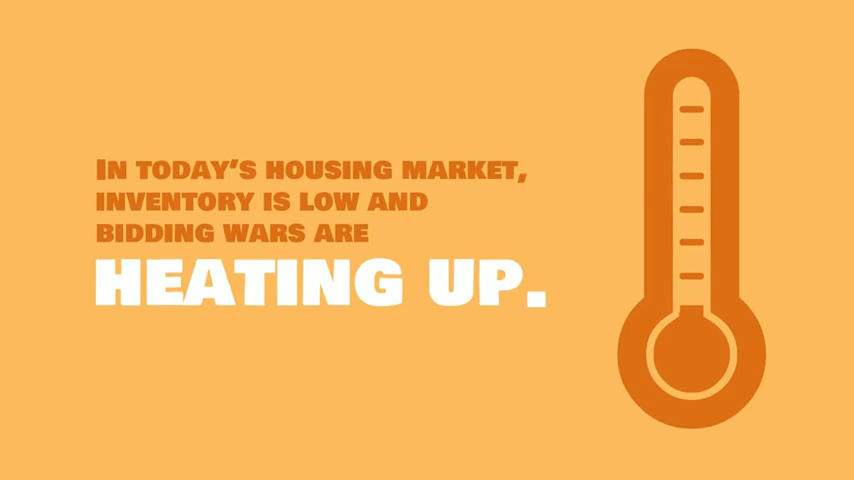 In today's housing market,
inventory is low and
bidding wars are
heating up.